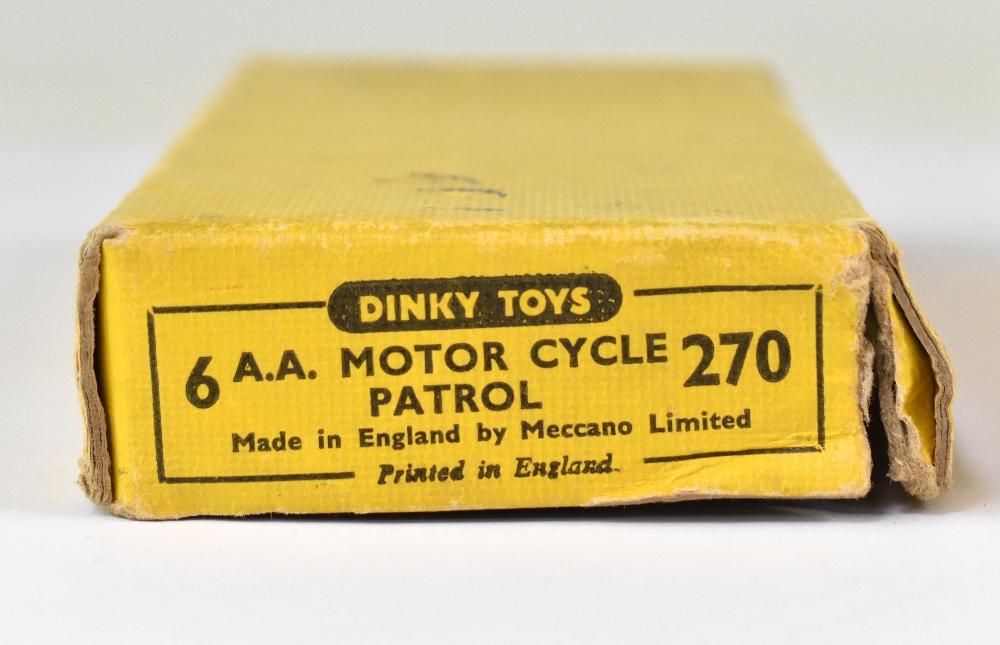 DINKY TOYS
6 A.A. MOTOR CYCLE 270
PATROL
Made in England by Meccano Limited
Printed in England